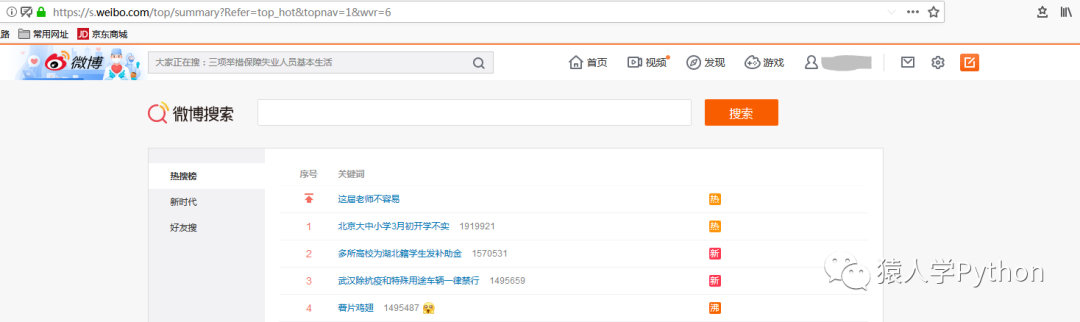 https://s.weibo.com/top/summary?Refer=top_hot&topnav=1&wvr=6
路 常用网址 JD 京东商城
微博 大家正在搜：三项举措保障失业人员基本生活 首页 视频 发现 游戏
微博搜索 搜索
热搜榜 序号 关键词
这届老师不容易 热
新时代
1 北京大中小学3月初开学不实 1919921 热
好友搜
2 多所高校为湖北籍学生发补助金 1570531 新
3 武汉除抗疫和特殊用途车辆一律禁行 1495659 新
4 薯片鸡翅 1495487 沸
猿人学Python